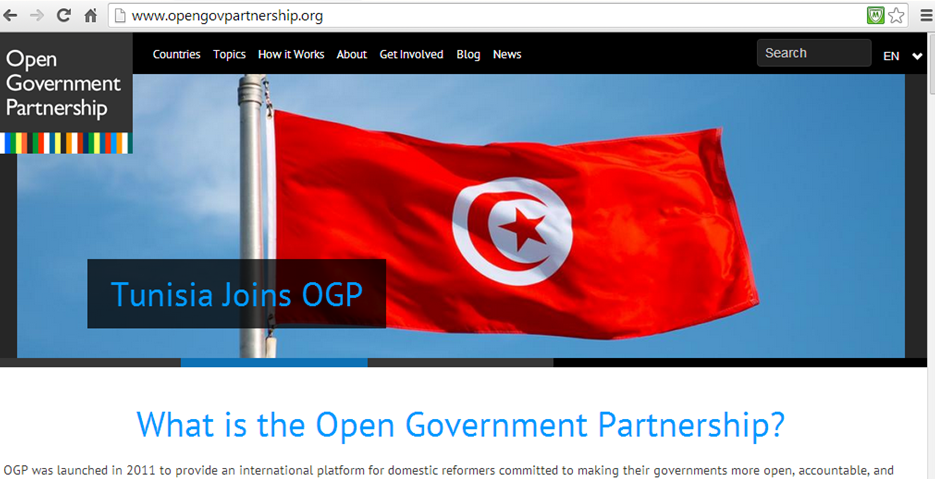 www.opengovpartnership.org
Open
Government
Partnership
Countries Topics How it Works About Get Involved Blog News
Search
EN
Tunisia Joins OGP
What is the Open Government Partnership?
OGP was launched in 2011 to provide an international platform for domestic reformers committed to making their governments more open, accountable, and